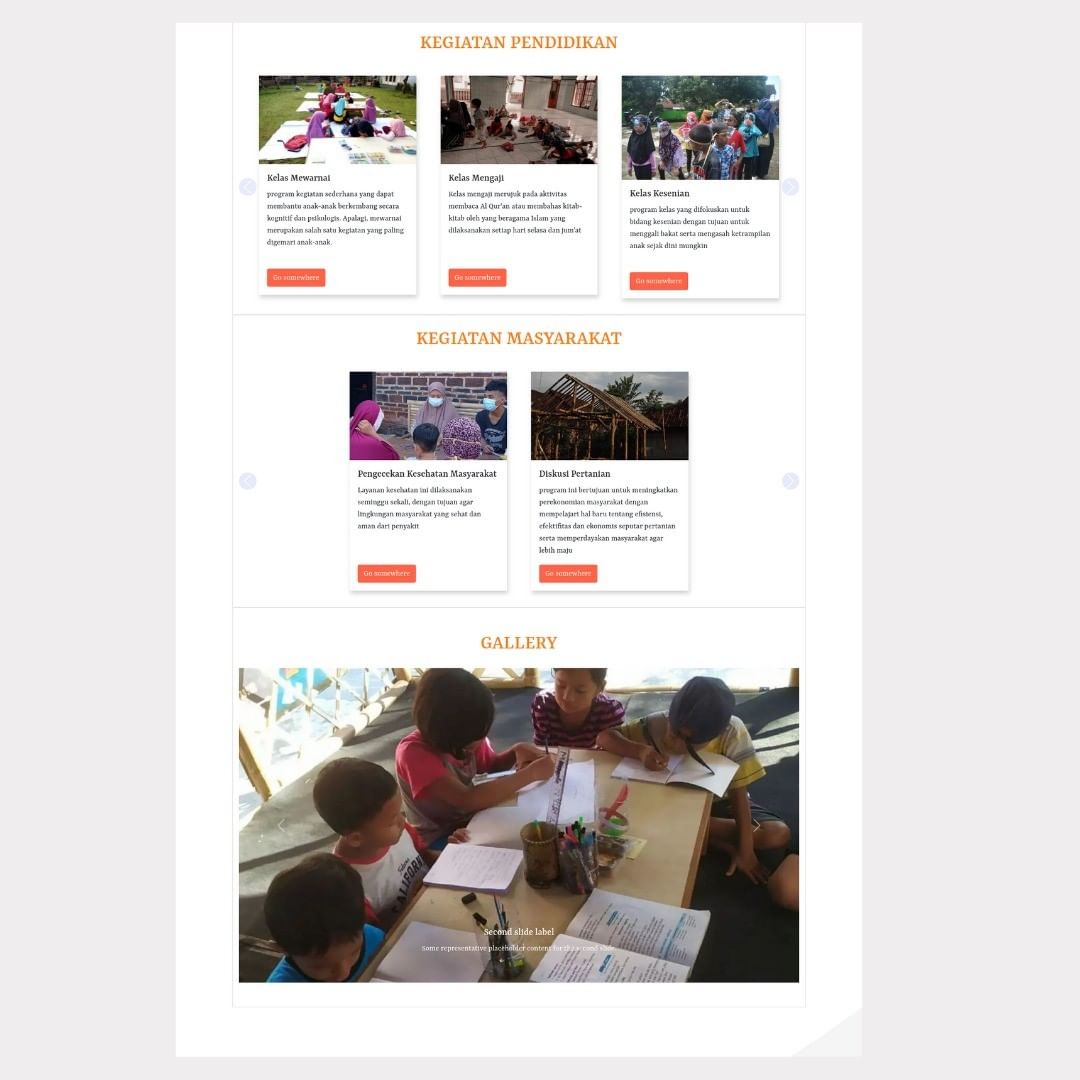 KEGIATAN PENDIDIKAN
Kelas Mewarnai
program kegiatan sederhana yang dapat
membantu anak-anak berkembang secara
kognitif dan psikologis. Apalagi, mewarnai
merupakan salah satu kegiatan yang paling
digemari anak-anak.
Go somewhere
Kelas Mengaji
Kelas mengaji merujuk pada aktivitas
membaca Al Qur'an atau membahas kitab-
kitab oleh yang beragama Islam yang
dilaksanakan setiap hari selasa dan jum'at
Go somewhere
Kelas Kesenian
program kelas yang difokuskan untuk
bidang kesenian dengan tujuan untuk
menggali bakat serta mengasah ketrampilan
anak sejak dini mungkin
Go somewhere
KEGIATAN MASYARAKAT
Pengecekan Kesehatan Masyarakat
Layanan kesehatan ini dilaksanakan
seminggu sekali, dengan tujuan agar
lingkungan masyarakat yang sehat dan
aman dari penyakit
Go somewhere
Diskusi Pertanian
program ini bertujuan untuk meningkatkan
perekonomian masyarakat dengan
mempelajari hal baru tentang efisiensi,
efektifitas dan ekonomis seputar pertanian
serta memperdayakan masyarakat agar
lebih maju
Go somewhere
GALLERY
CALIFORN
Second slide label
Some representative placeholder content for the second slide.